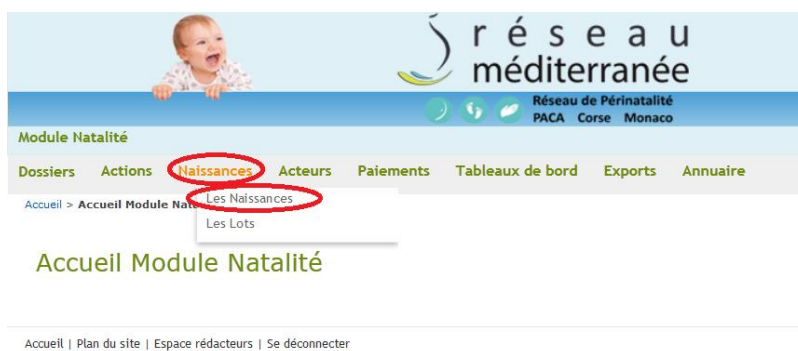 réseau
méditerranée
Réseau de Périnatalité
PACA Corse Monaco
Module Natalité
Dossiers Actions Naissances Acteurs Paiements Tableaux de bord Exports Annuaire
Accueil > Accueil Module
Les Naissances
Les Lots
Accueil Module Natalité
Accueil | Plan du site | Espace rédacteurs | Se déconnecter